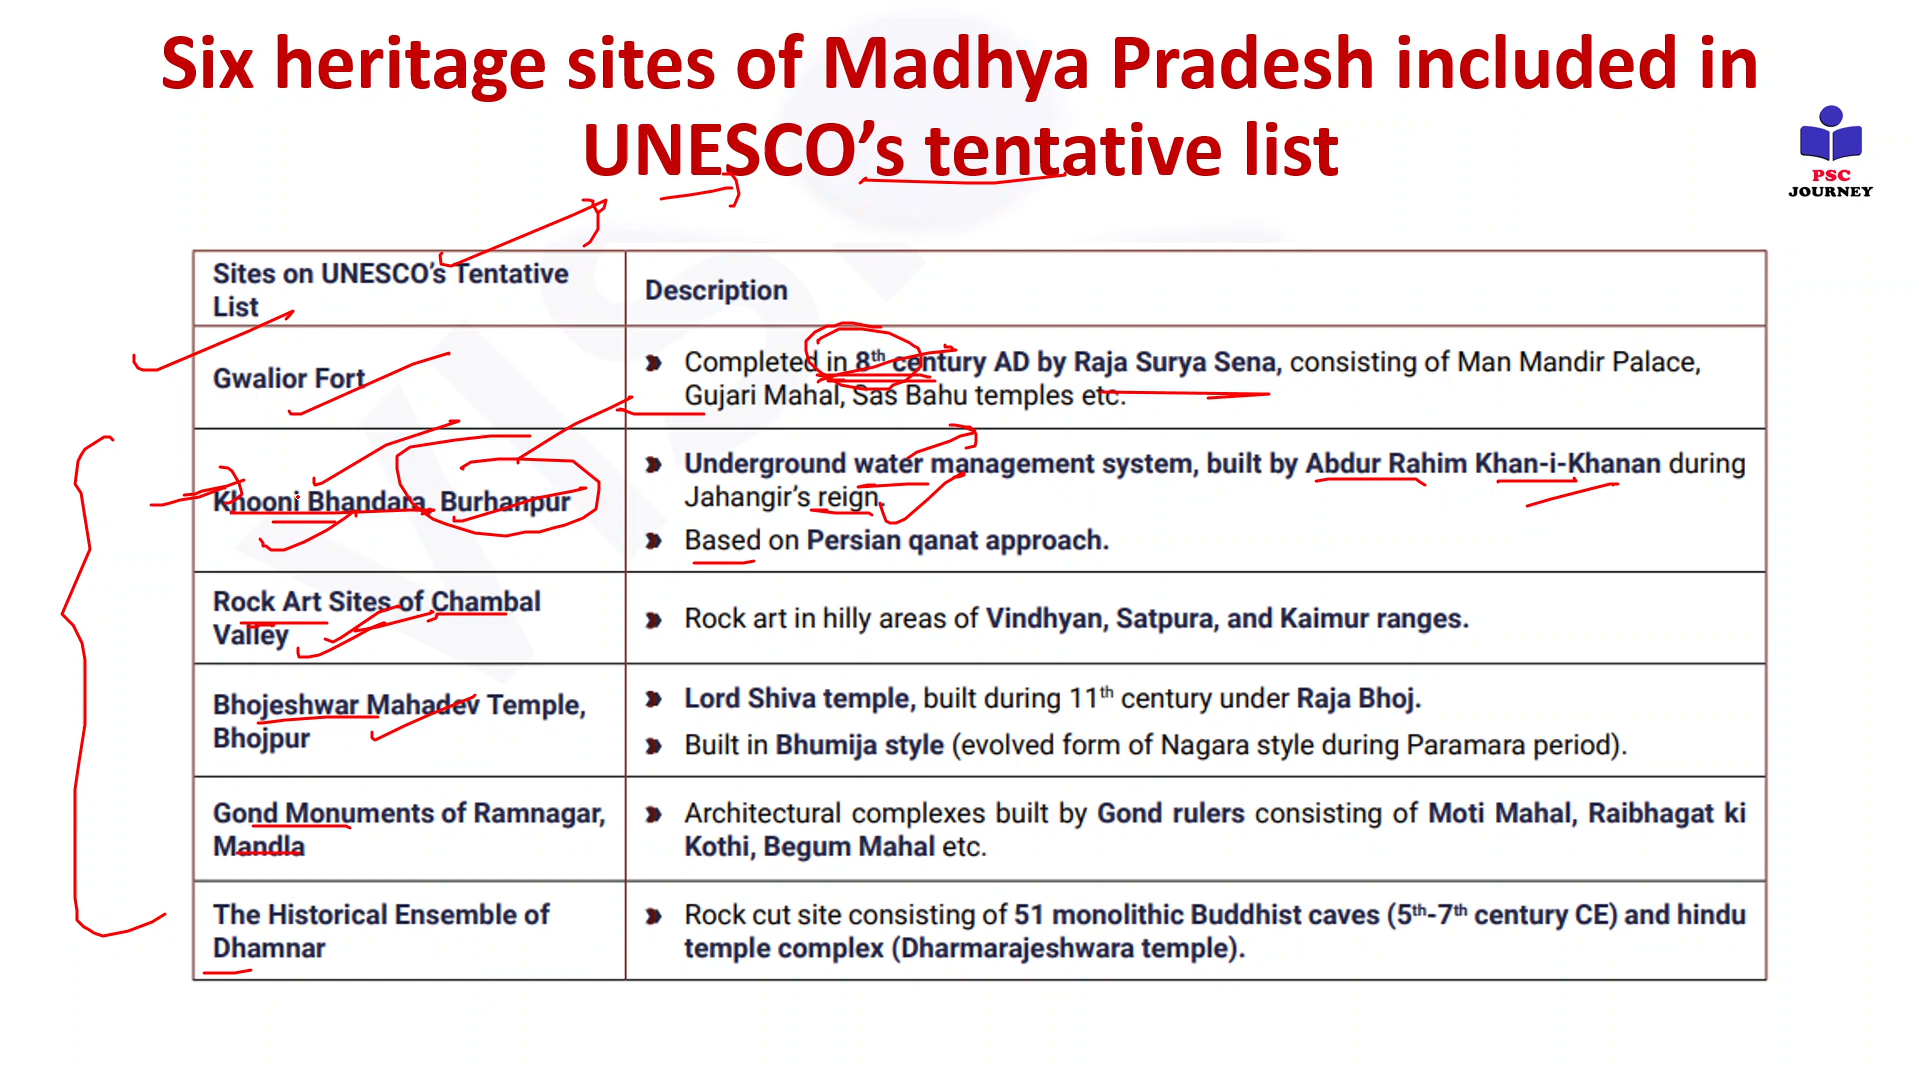 Six heritage sites of Madhya Pradesh included in
UNESCO’s tentative list
PSC
JOURNEY
Sites on UNESCO’s Tentative
List
Description
Gwalior Fort
Completed in 8th century AD by Raja Surya Sena, consisting of Man Mandir Palace,
Gujari Mahal, Sas Bahu temples etc.
Khooni Bhandara, Burhanpur
Underground water management system, built by Abdur Rahim Khan-i-Khanan during
Jahangir’s reign.
Based on Persian qanat approach.
Rock Art Sites of Chambal
Valley
Rock art in hilly areas of Vindhyan, Satpura, and Kaimur ranges.
Bhojeshwar Mahadev Temple,
Bhojpur
Lord Shiva temple, built during 11th century under Raja Bhoj.
Built in Bhumija style (evolved form of Nagara style during Paramara period).
Gond Monuments of Ramnagar,
Mandla
Architectural complexes built by Gond rulers consisting of Moti Mahal, Raibhagat ki
Kothi, Begum Mahal etc.
The Historical Ensemble of
Dhamnar
Rock cut site consisting of 51 monolithic Buddhist caves (5th-7th century CE) and hindu
temple complex (Dharmarajeshwara temple).